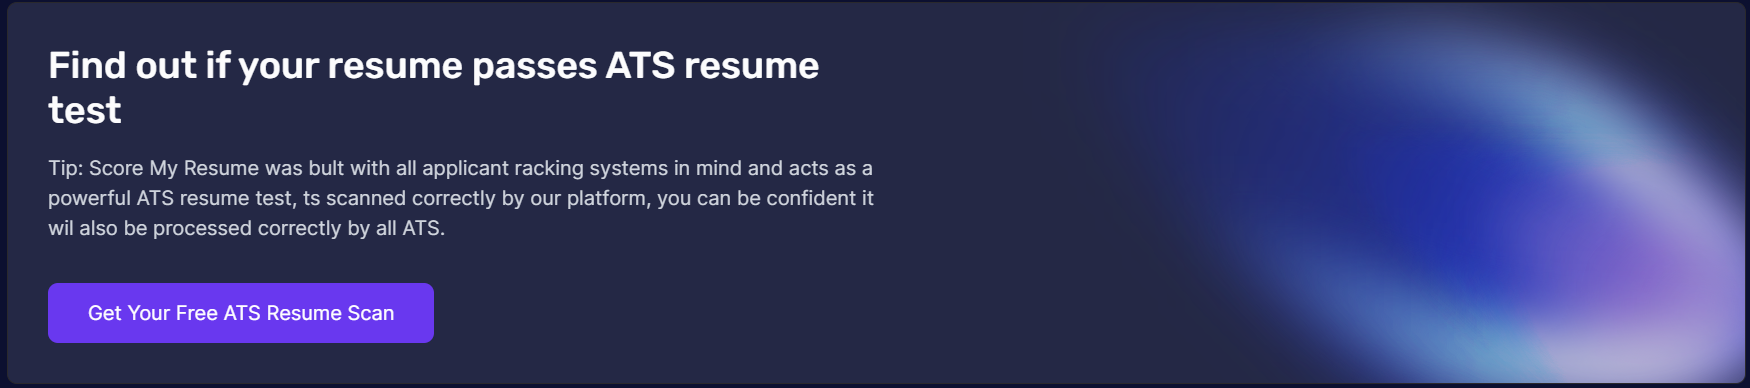 Find out if your resume passes ATS resume
test
Tip: Score My Resume was bult with all applicant racking systems in mind and acts as a
powerful ATS resume test, ts scanned correctly by our platform, you can be confident it
wil also be processed correctly by all ATS.
Get Your Free ATS Resume Scan